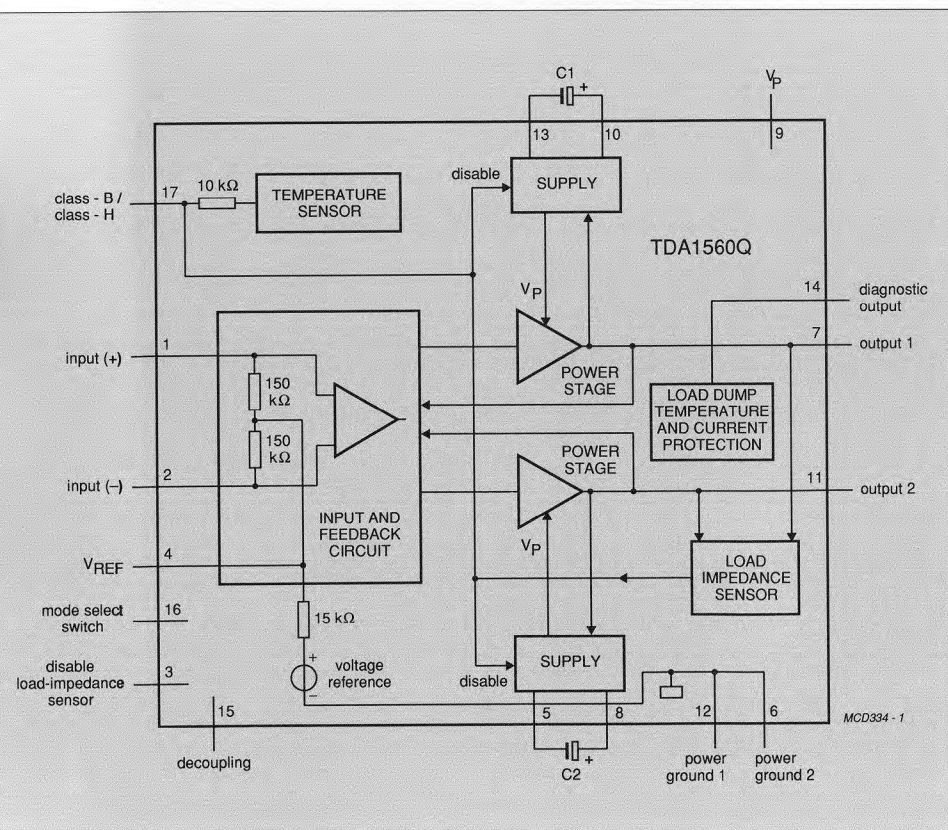 C1
+
V
P
13
10
9
disable
SUPPLY
class - B /
class - H
17
10 kΩ
TEMPERATURE
SENSOR
TDA1560Q
V
P
14
diagnostic
output
1
input (+)
150
kΩ
150
kΩ
POWER
STAGE
7
output 1
LOAD DUMP
TEMPERATURE
AND CURRENT
PROTECTION
2
input (–)
POWER
STAGE
11
output 2
INPUT AND
FEEDBACK
CIRCUIT
V
P
4
V
REF
LOAD
IMPEDANCE
SENSOR
mode select
switch
16
15 kΩ
disable
load-impedance
sensor
3
+
–
voltage
reference
SUPPLY
disable
15
5
8
12
6
MCD334 - 1
decoupling
+
C2
power
ground 1
power
ground 2